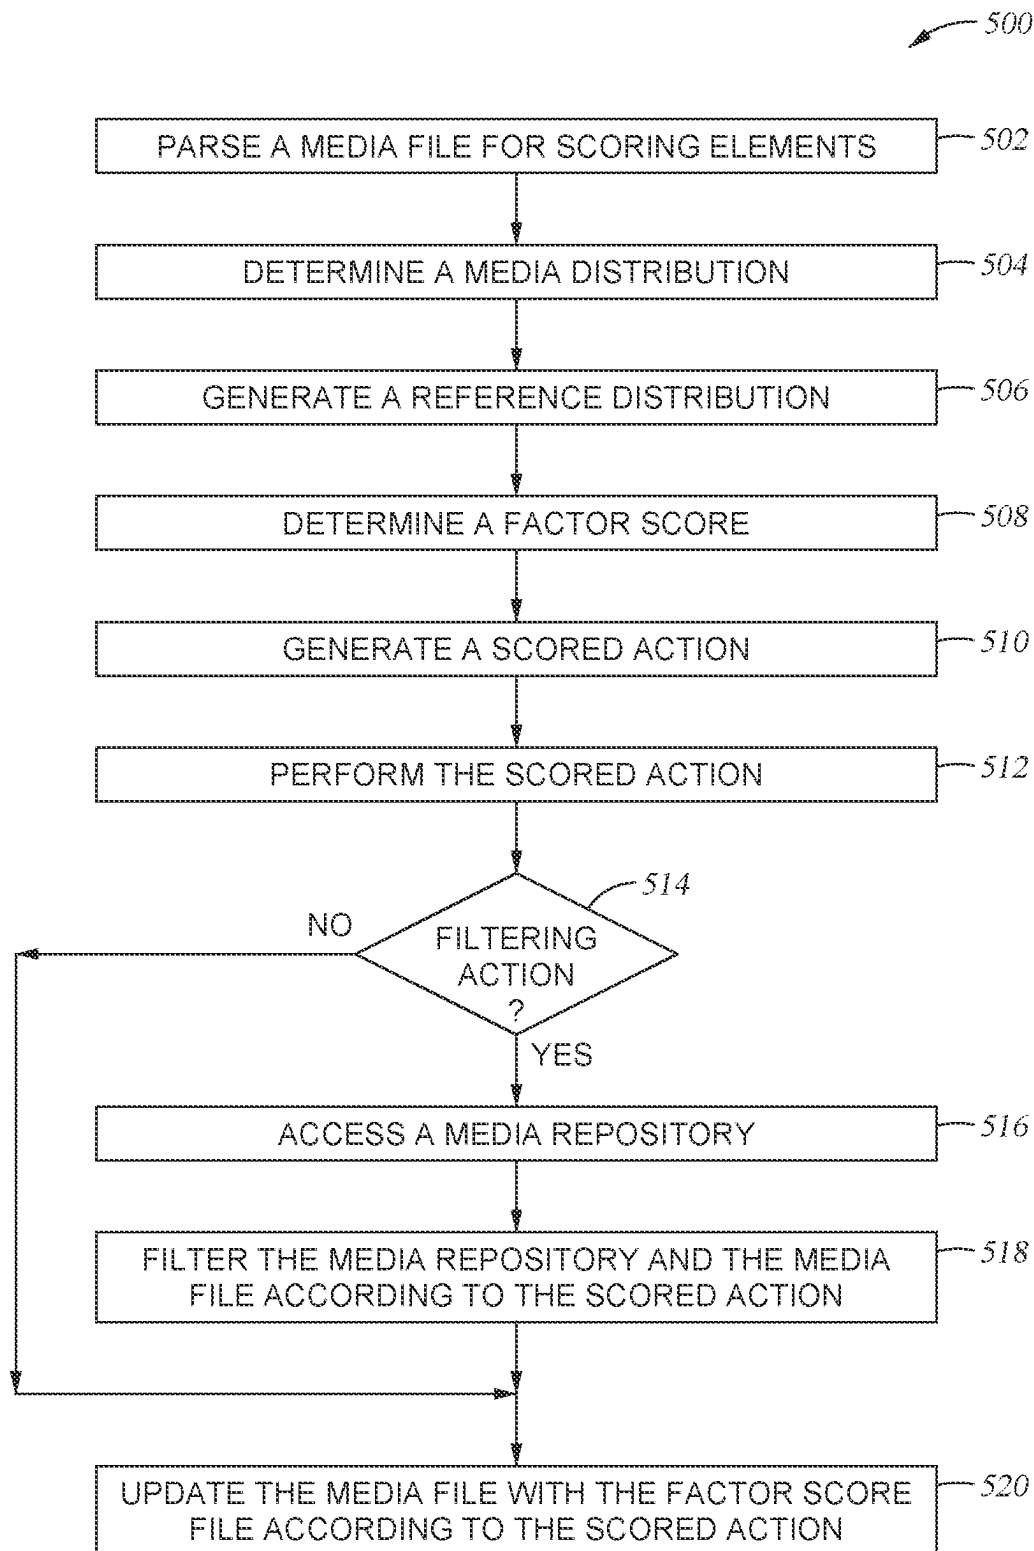 500
PARSE A MEDIA FILE FOR SCORING ELEMENTS
502
DETERMINE A MEDIA DISTRIBUTION
504
GENERATE A REFERENCE DISTRIBUTION
506
DETERMINE A FACTOR SCORE
508
GENERATE A SCORED ACTION
510
PERFORM THE SCORED ACTION
512
514
NO
FILTERING
ACTION
?
YES
ACCESS A MEDIA REPOSITORY
516
FILTER THE MEDIA REPOSITORY AND THE MEDIA
FILE ACCORDING TO THE SCORED ACTION
518
UPDATE THE MEDIA FILE WITH THE FACTOR SCORE
FILE ACCORDING TO THE SCORED ACTION
520